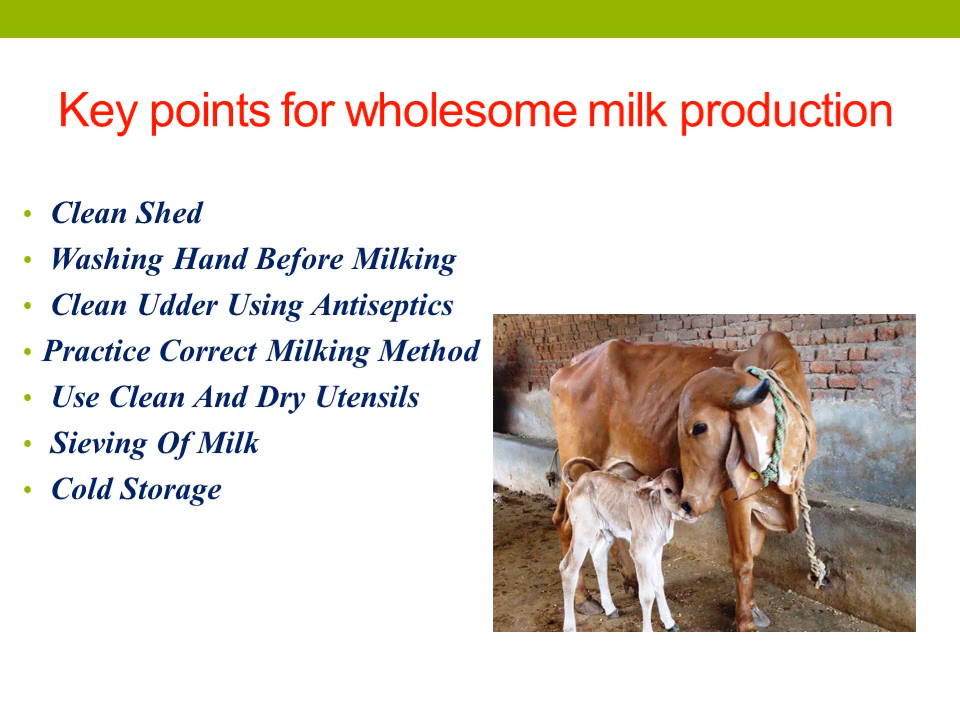 Key points for wholesome milk production
• Clean Shed
• Washing Hand Before Milking
• Clean Udder Using Antiseptics
• Practice Correct Milking Method
• Use Clean And Dry Utensils
• Sieving Of Milk
• Cold Storage